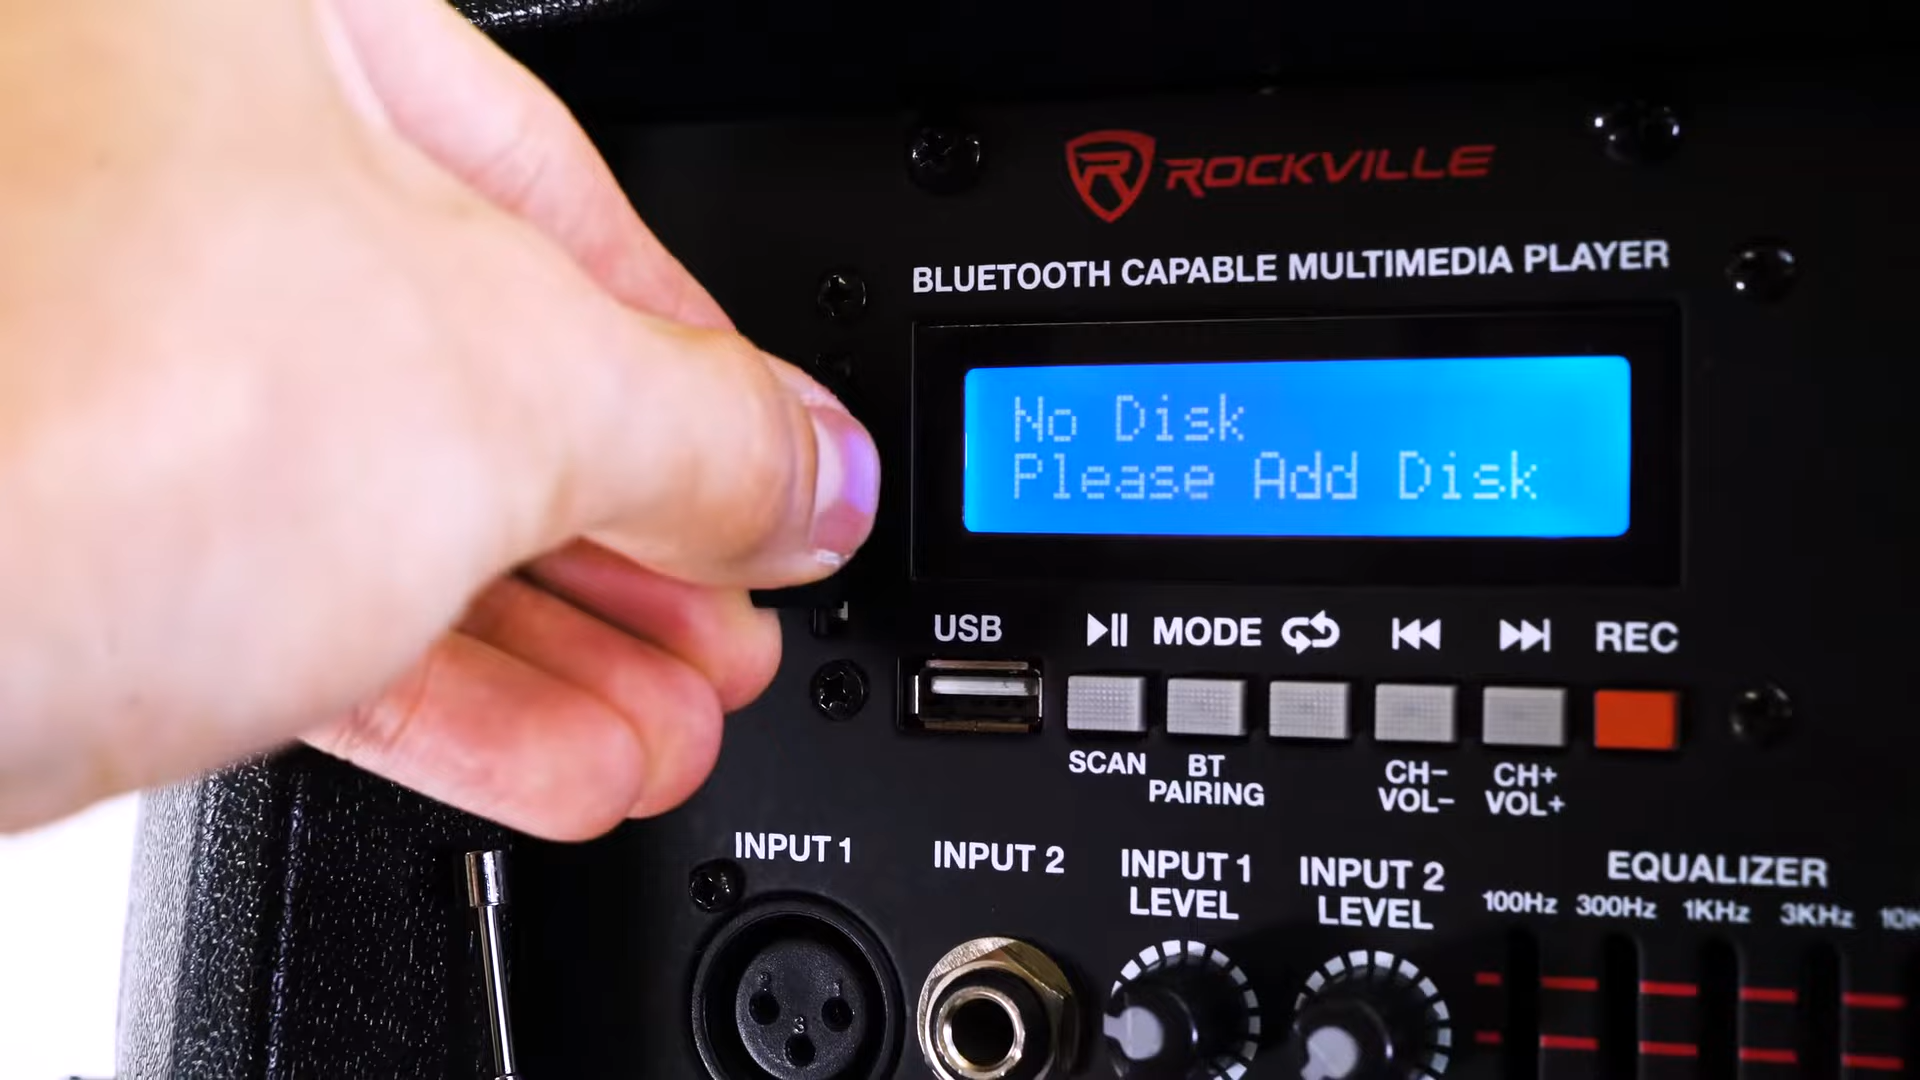 ROCKVILLE
BLUETOOTH CAPABLE MULTIMEDIA PLAYER
No Disk
Please Add Disk
USB MODE REC
SCAN BT PAIRING CH- VOL- CH+ VOL+
INPUT 1 INPUT 2 INPUT 1 LEVEL INPUT 2 LEVEL EQUALIZER
100Hz 300Hz 1KHz 3KHz
3